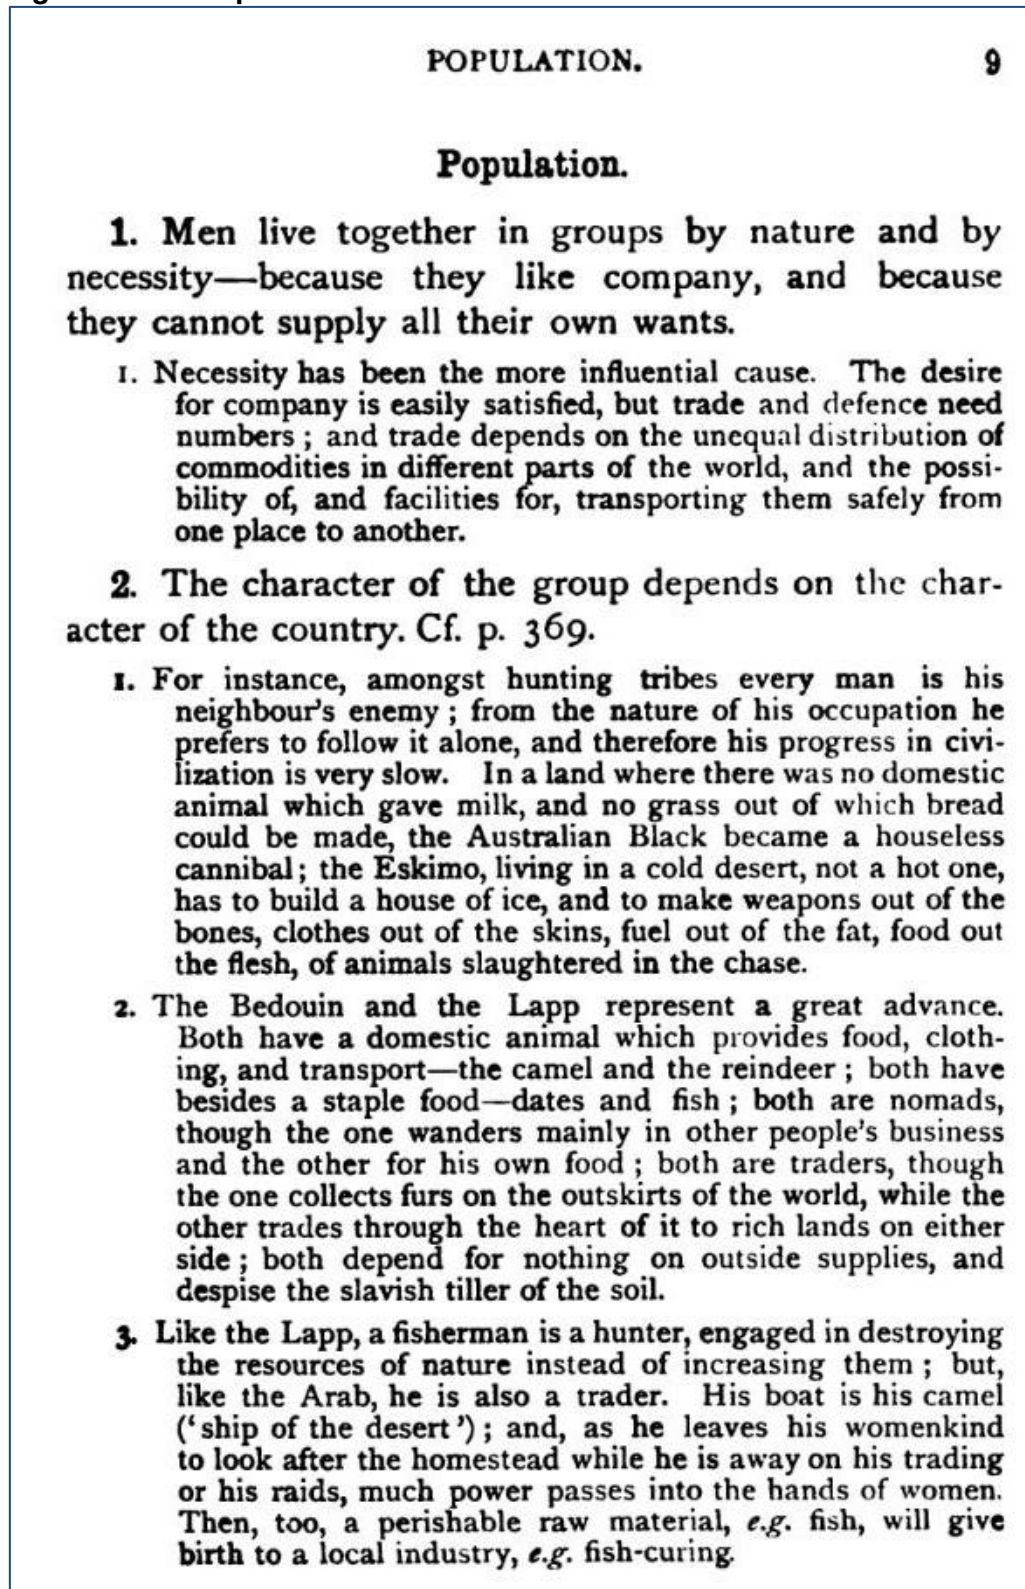 POPULATION. 9
Population.
1. Men live together in groups by nature and by
necessity—because they like company, and because
they cannot supply all their own wants.
1. Necessity has been the more influential cause. The desire
for company is easily satisfied, but trade and defence need
numbers ; and trade depends on the unequal distribution of
commodities in different parts of the world, and the possi-
bility of, and facilities for, transporting them safely from
one place to another.
2. The character of the group depends on the char-
acter of the country. Cf. p. 369.
1. For instance, amongst hunting tribes every man is his
neighbour's enemy ; from the nature of his occupation he
prefers to follow it alone, and therefore his progress in civi-
lization is very slow. In a land where there was no domestic
animal which gave milk, and no grass out of which bread
could be made, the Australian Black became a houseless
cannibal ; the Eskimo, living in a cold desert, not a hot one,
has to build a house of ice, and to make weapons out of the
bones, clothes out of the skins, fuel out of the fat, food out
the flesh, of animals slaughtered in the chase.
2. The Bedouin and the Lapp represent a great advance.
Both have a domestic animal which provides food, cloth-
ing, and transport—the camel and the reindeer ; both have
besides a staple food—dates and fish ; both are nomads,
though the one wanders mainly in other people's business
and the other for his own food ; both are traders, though
the one collects furs on the outskirts of the world, while the
other trades through the heart of it to rich lands on either
side ; both depend for nothing on outside supplies, and
despise the slavish tiller of the soil.
3. Like the Lapp, a fisherman is a hunter, engaged in destroying
the resources of nature instead of increasing them ; but,
like the Arab, he is also a trader. His boat is his camel
('ship of the desert') ; and, as he leaves his womenkind
to look after the homestead while he is away on his trading
or his raids, much power passes into the hands of women.
Then, too, a perishable raw material, e.g. fish, will give
birth to a local industry, e.g. fish-curing.